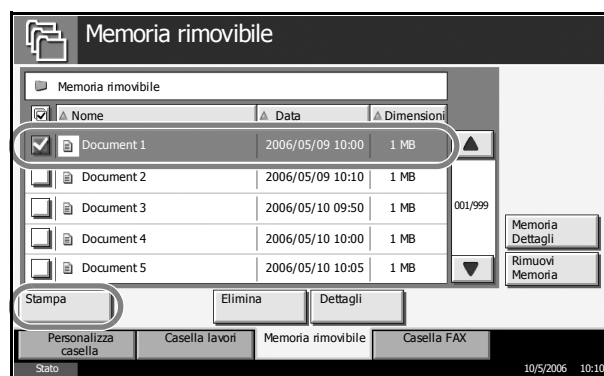 Memoria rimovibile
Memoria rimovibile
Nome Data Dimensioni
Document 1 2006/05/09 10:00 1 MB
Document 2 2006/05/09 10:10 1 MB
Document 3 2006/05/10 09:50 1 MB
Document 4 2006/05/10 10:00 1 MB
Document 5 2006/05/10 10:05 1 MB
001/999
Memoria
Dettagli
Rimuovi
Memoria
Stampa Elimina Dettagli
Personalizza
casella
Casella lavori Memoria rimovibile Casella FAX
Stato 10/5/2006 10:10